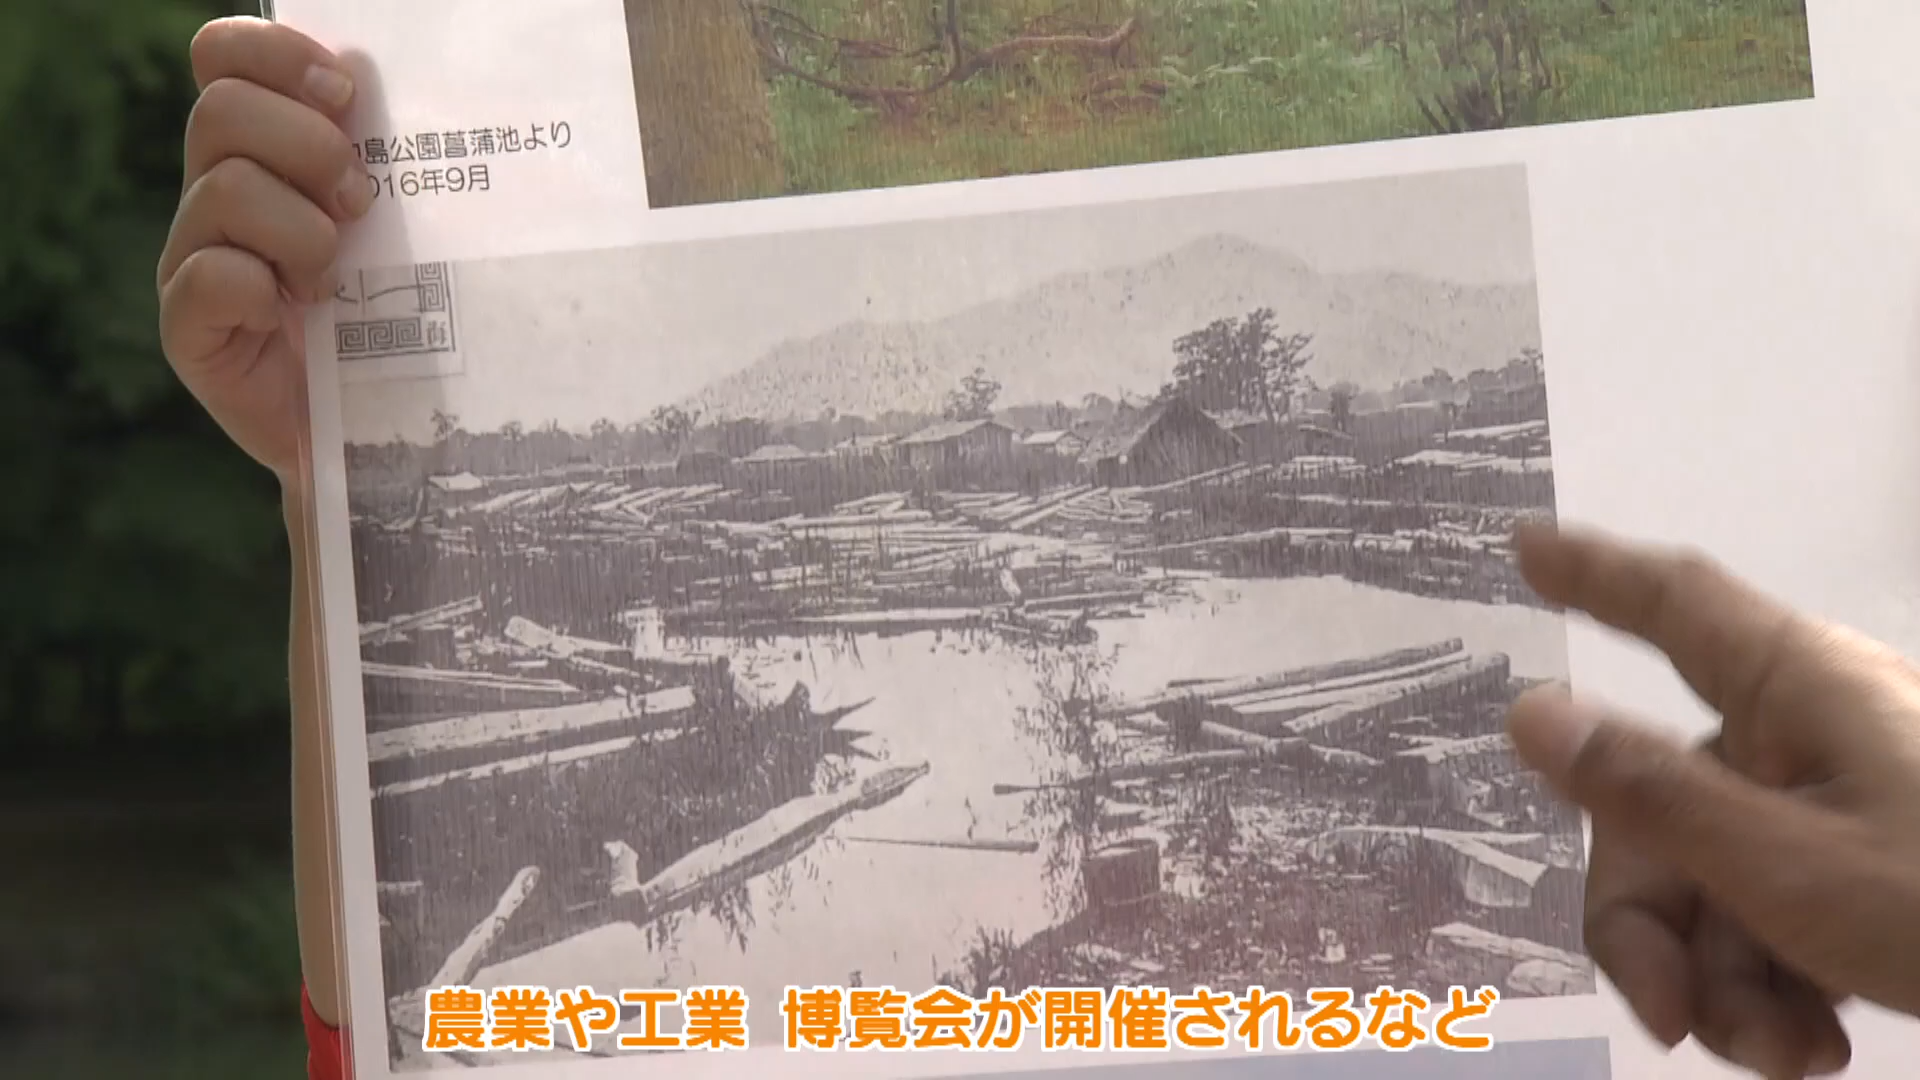 島公園菖蒲池より
016年9月
海
農業や工業 博覧会が開催されるなど